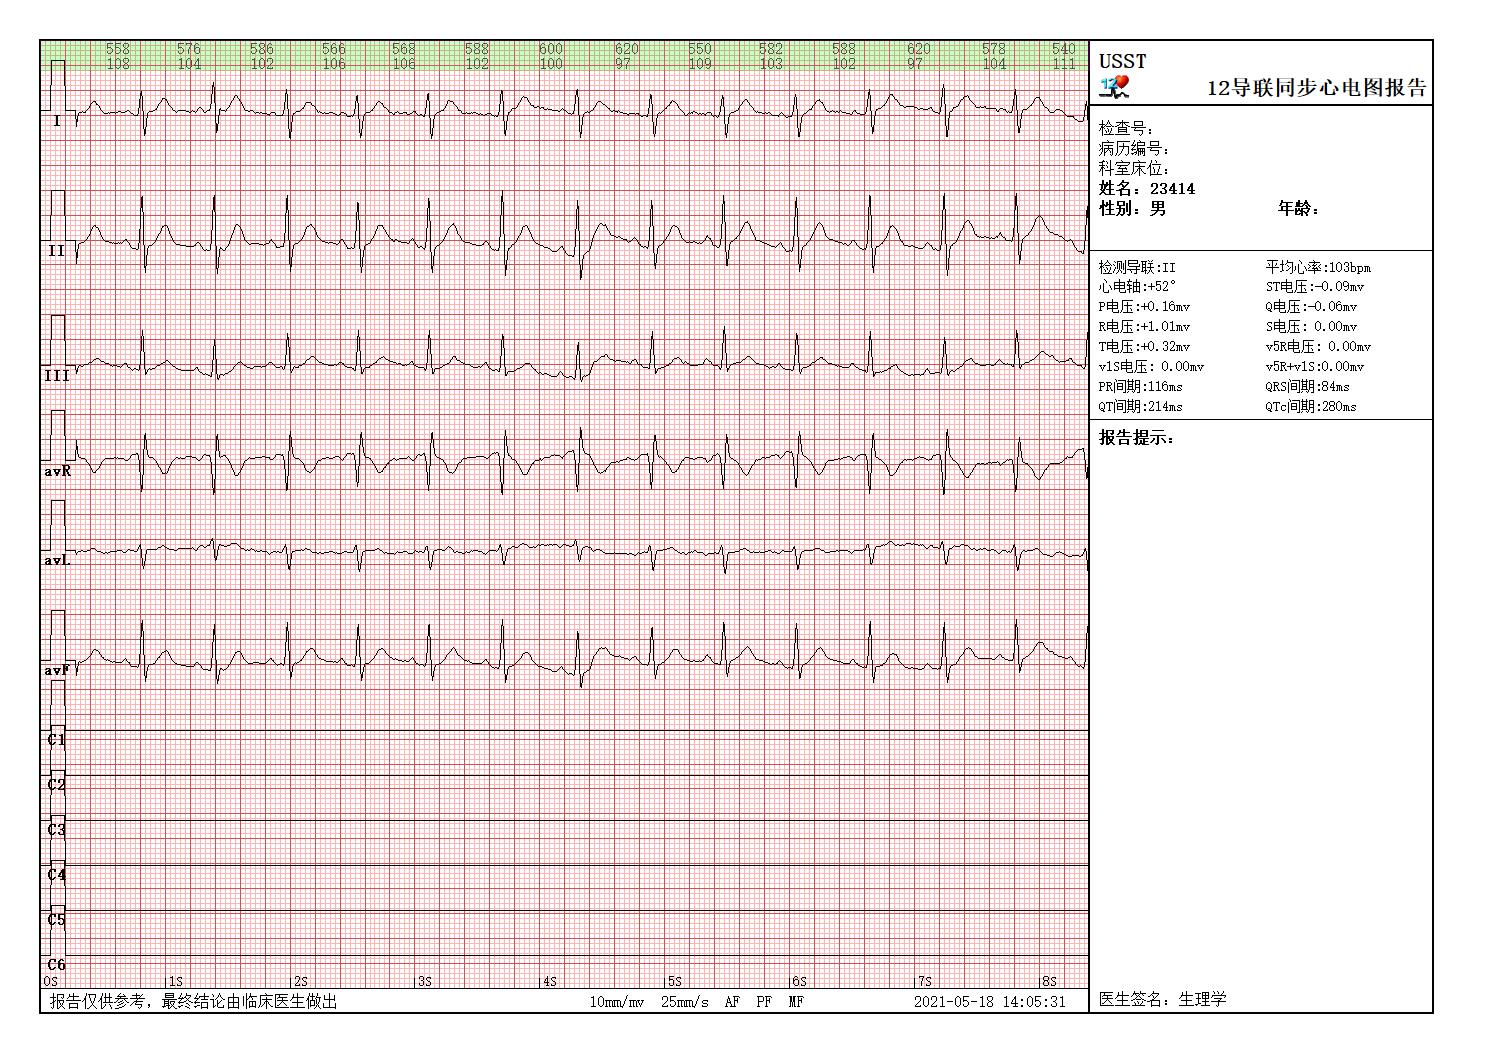 558 576 586 566 568 588 600 620 550 582 588 620 578 540
108 104 102 106 106 102 100 97 109 103 102 97 104 111
I
II
III
avR
avL
avF
C1
C2
C3
C4
C5
C6
0S 1S 2S 3S 4S 5S 6S 7S 8S
报告仅供参考，最终结论由临床医生做出 10mm/mv 25mm/s AF PF MF 2021-05-18 14:05:31
USST
12
12导联同步心电图报告
检查号：
病历编号：
科室床位：
姓名：23414
性别：男 年龄：
检测导联:II 平均心率:103bpm
心电轴:+52° ST电压:-0.09mv
P电压:+0.16mv Q电压:-0.06mv
R电压:+1.01mv S电压: 0.00mv
T电压:+0.32mv v5R电压: 0.00mv
v1S电压: 0.00mv v5R+v1S:0.00mv
PR间期:116ms QRS间期:84ms
QT间期:214ms QTc间期:280ms
报告提示：
医生签名：生理学